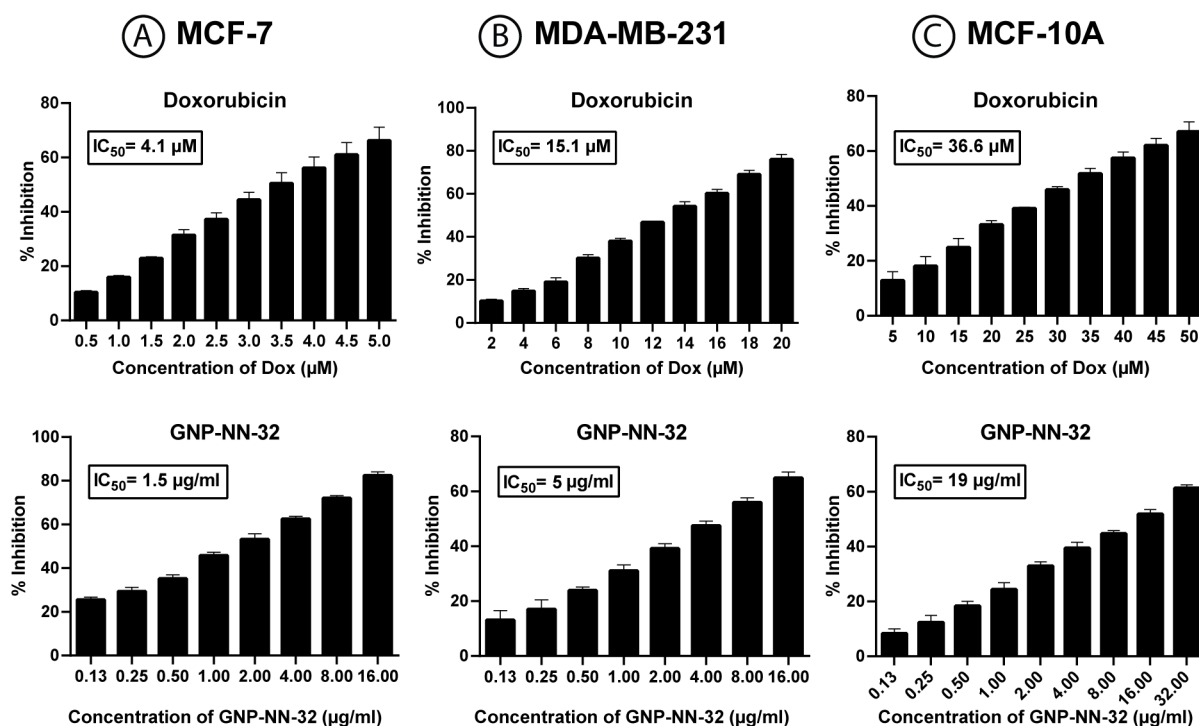 A MCF-7
B MDA-MB-231
C MCF-10A
Doxorubicin
IC50= 4.1 µM
% Inhibition
80
60
40
20
0
0.5 1.0 1.5 2.0 2.5 3.0 3.5 4.0 4.5 5.0
Concentration of Dox (µM)
Doxorubicin
IC50= 15.1 µM
% Inhibition
100
80
60
40
20
0
2 4 6 8 10 12 14 16 18 20
Concentration of Dox (µM)
Doxorubicin
IC50= 36.6 µM
% Inhibition
80
60
40
20
0
5 10 15 20 25 30 35 40 45 50
Concentration of Dox (µM)
GNP-NN-32
IC50= 1.5 µg/ml
% Inhibition
100
80
60
40
20
0
0.13 0.25 0.50 1.00 2.00 4.00 8.00 16.00
Concentration of GNP-NN-32 (µg/ml)
GNP-NN-32
IC50= 5 µg/ml
% Inhibition
80
60
40
20
0
0.13 0.25 0.50 1.00 2.00 4.00 8.00 16.00
Concentration of GNP-NN-32 (µg/ml)
GNP-NN-32
IC50= 19 µg/ml
% Inhibition
80
60
40
20
0
0.13 0.25 0.50 1.00 2.00 4.00 8.00 16.00 32.00
Concentration of GNP-NN-32 (µg/ml)